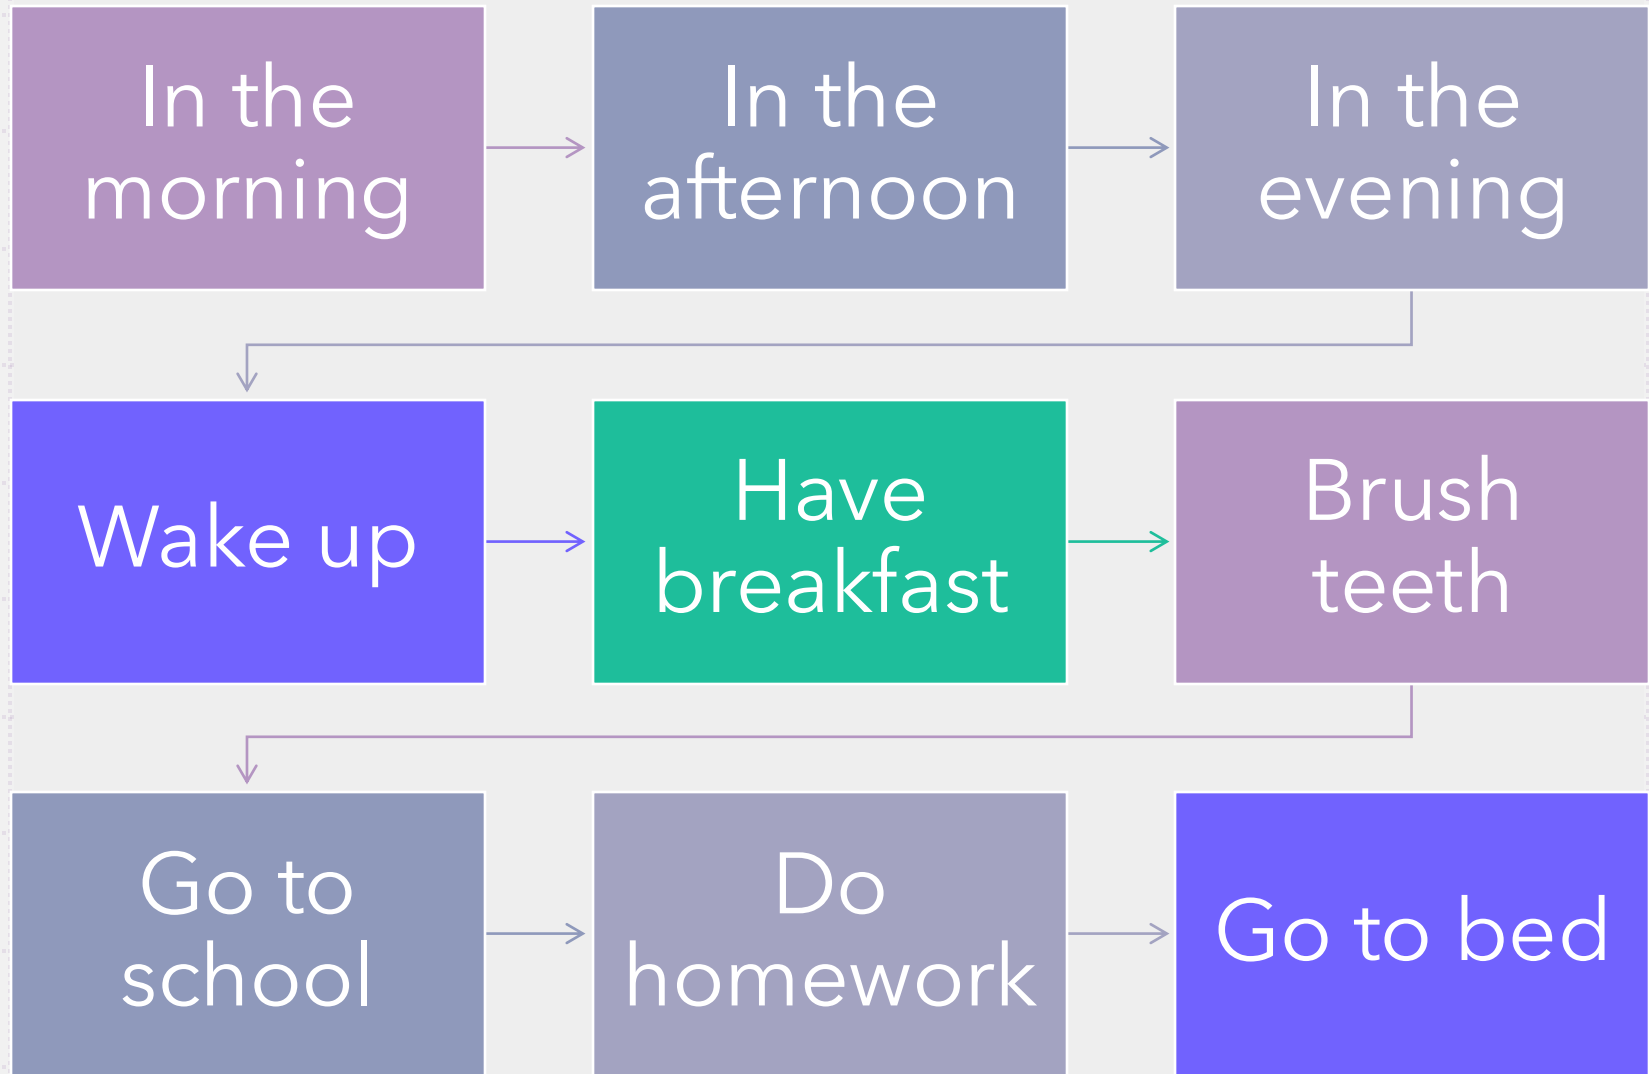 In the
morning
In the
afternoon
In the
evening
Wake up
Have
breakfast
Brush
teeth
Go to
school
Do
homework
Go to bed